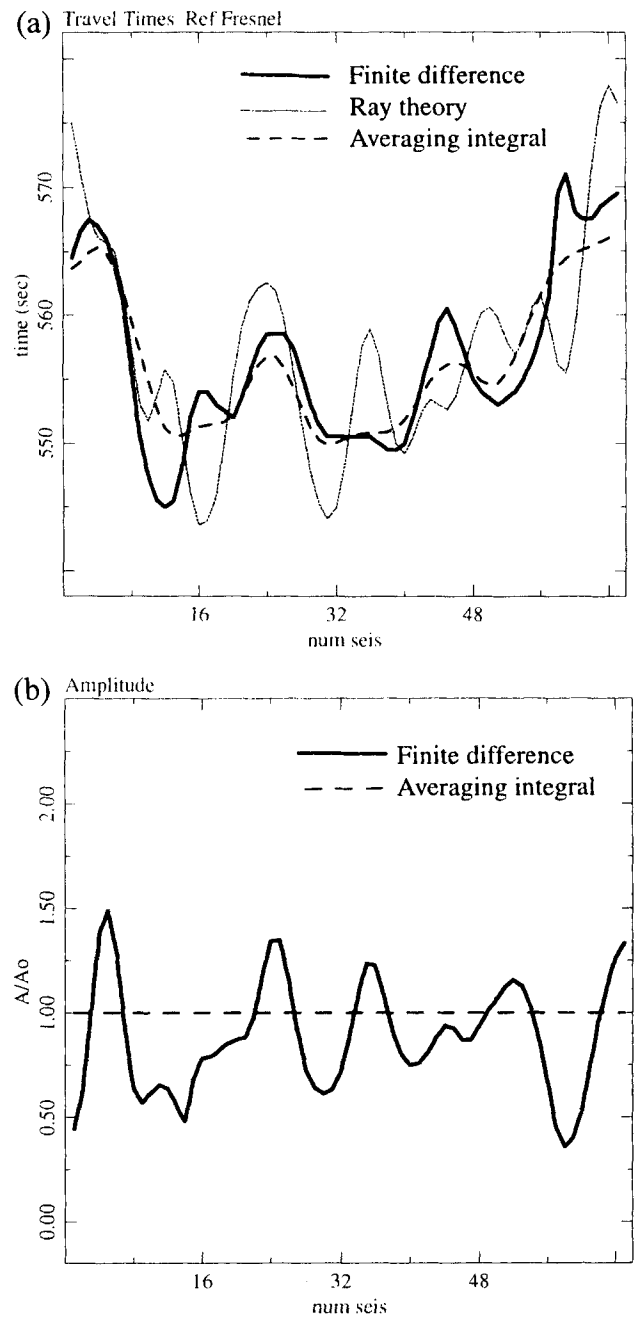 (a) Travel Times Ref Fresnel
Finite difference
Ray theory
Averaging integral
570
560
550
time (sec)
16
32
48
num seis
(b) Amplitude
Finite difference
Averaging integral
2.00
1.50
1.00
0.50
0.00
A/Ao
16
32
48
num seis